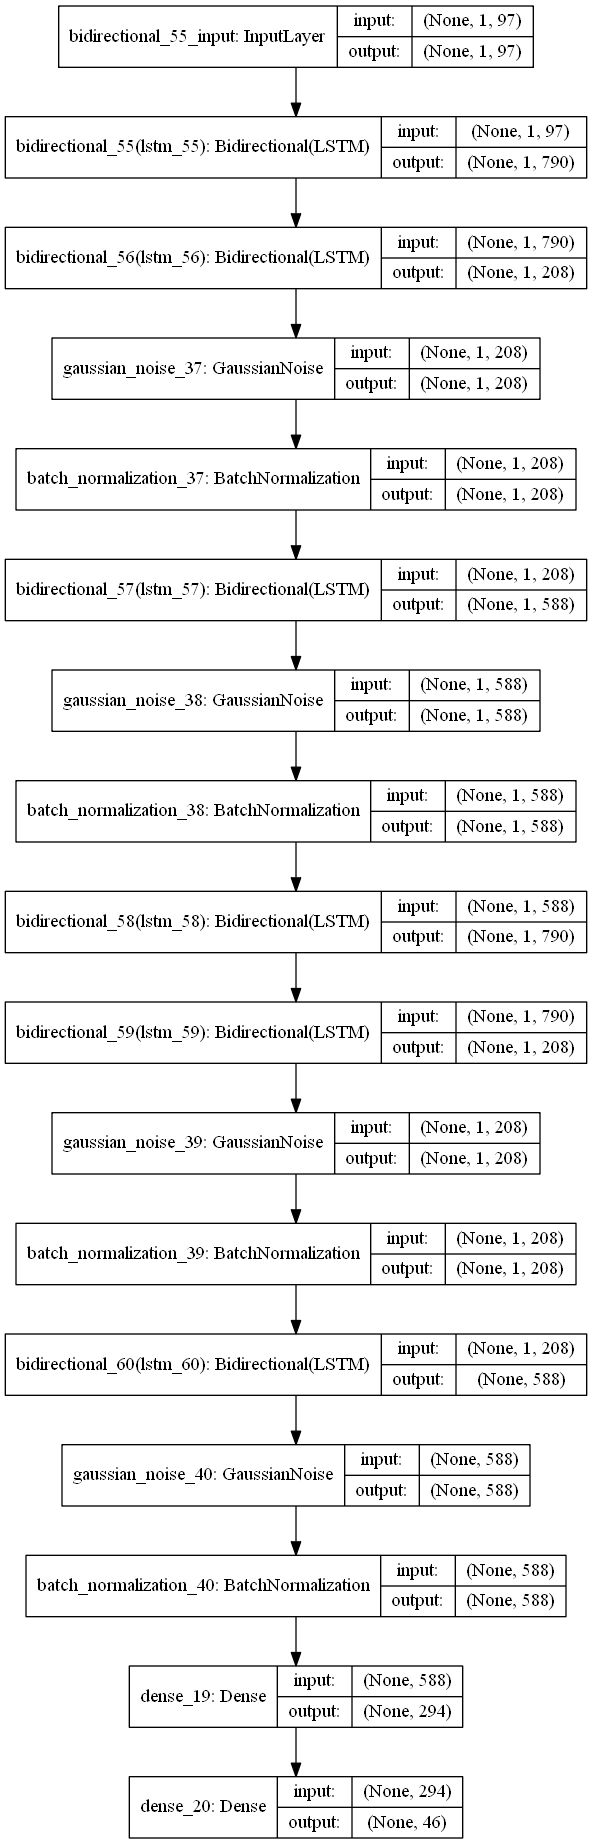 bidirectional_55_input: InputLayer
input: (None, 1, 97)
output: (None, 1, 97)
bidirectional_55(lstm_55): Bidirectional(LSTM)
input: (None, 1, 97)
output: (None, 1, 790)
bidirectional_56(lstm_56): Bidirectional(LSTM)
input: (None, 1, 790)
output: (None, 1, 208)
gaussian_noise_37: GaussianNoise
input: (None, 1, 208)
output: (None, 1, 208)
batch_normalization_37: BatchNormalization
input: (None, 1, 208)
output: (None, 1, 208)
bidirectional_57(lstm_57): Bidirectional(LSTM)
input: (None, 1, 208)
output: (None, 1, 588)
gaussian_noise_38: GaussianNoise
input: (None, 1, 588)
output: (None, 1, 588)
batch_normalization_38: BatchNormalization
input: (None, 1, 588)
output: (None, 1, 588)
bidirectional_58(lstm_58): Bidirectional(LSTM)
input: (None, 1, 588)
output: (None, 1, 790)
bidirectional_59(lstm_59): Bidirectional(LSTM)
input: (None, 1, 790)
output: (None, 1, 208)
gaussian_noise_39: GaussianNoise
input: (None, 1, 208)
output: (None, 1, 208)
batch_normalization_39: BatchNormalization
input: (None, 1, 208)
output: (None, 1, 208)
bidirectional_60(lstm_60): Bidirectional(LSTM)
input: (None, 1, 208)
output: (None, 588)
gaussian_noise_40: GaussianNoise
input: (None, 588)
output: (None, 588)
batch_normalization_40: BatchNormalization
input: (None, 588)
output: (None, 588)
dense_19: Dense
input: (None, 588)
output: (None, 294)
dense_20: Dense
input: (None, 294)
output: (None, 46)